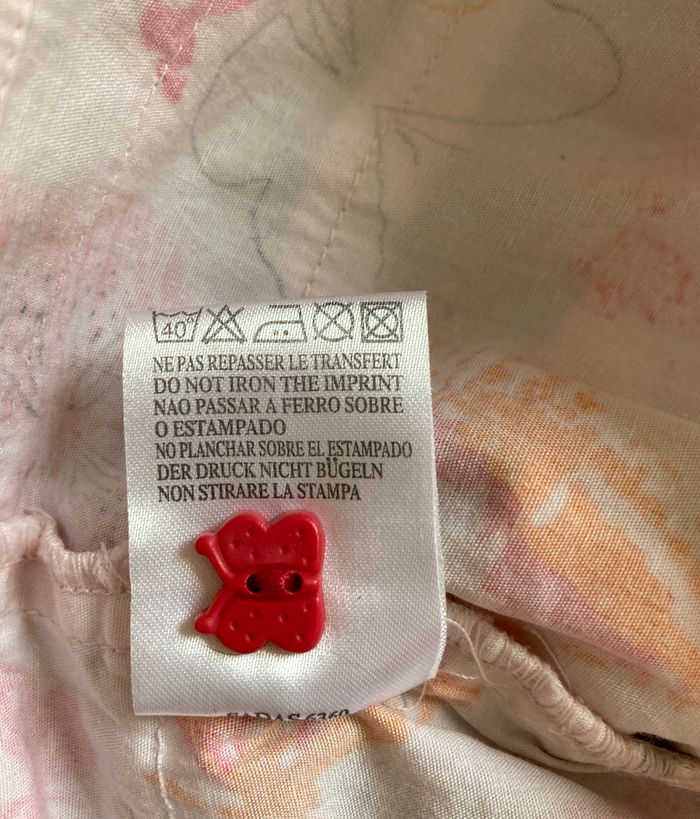 40°
NE PAS REPASSER LE TRANSFERT
DO NOT IRON THE IMPRINT
NAO PASSAR A FERRO SOBRE
O ESTAMPADO
NO PLANCHAR SOBRE EL ESTAMPADO
DER DRUCK NICHT BÜGELN
NON STIRARE LA STAMPA